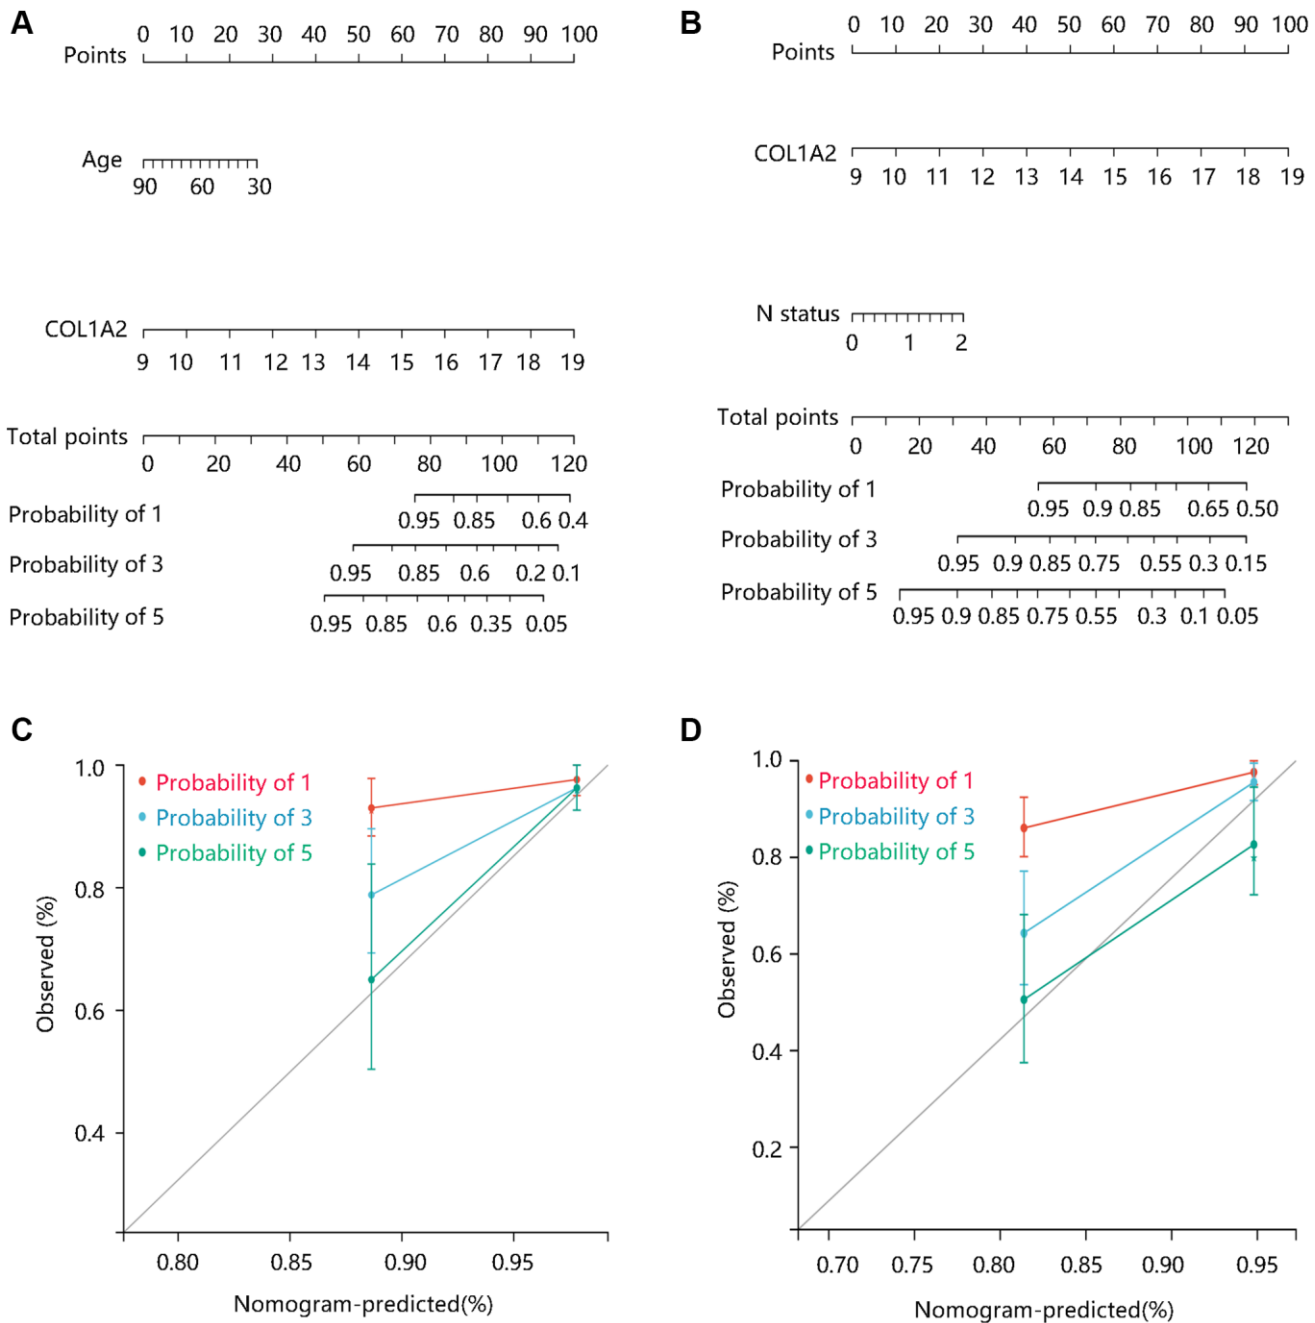 A
0 10 20 30 40 50 60 70 80 90 100
Points
Age
90 60 30
COL1A2
9 10 11 12 13 14 15 16 17 18 19
Total points
0 20 40 60 80 100 120
Probability of 1
0.95 0.85 0.6 0.4
Probability of 3
0.95 0.85 0.6 0.2 0.1
Probability of 5
0.95 0.85 0.6 0.35 0.05
B
0 10 20 30 40 50 60 70 80 90 100
Points
COL1A2
9 10 11 12 13 14 15 16 17 18 19
N status
0 1 2
Total points
0 20 40 60 80 100 120
Probability of 1
0.95 0.9 0.85 0.65 0.50
Probability of 3
0.95 0.9 0.85 0.75 0.55 0.3 0.15
Probability of 5
0.95 0.9 0.85 0.75 0.55 0.3 0.1 0.05
C
1.0
0.8
0.6
0.4
Observed (%)
Probability of 1
Probability of 3
Probability of 5
0.80 0.85 0.90 0.95
Nomogram-predicted(%)
D
1.0
0.8
0.6
0.4
0.2
Observed (%)
Probability of 1
Probability of 3
Probability of 5
0.70 0.75 0.80 0.85 0.90 0.95
Nomogram-predicted(%)